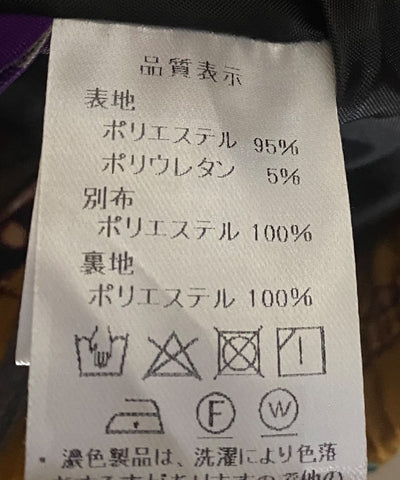 品質表示
表地
ポリエステル 95%
ポリウレタン 5%
別布
ポリエステル 100%
裏地
ポリエステル 100%
F W
* 濃色製品は、洗濯により色落